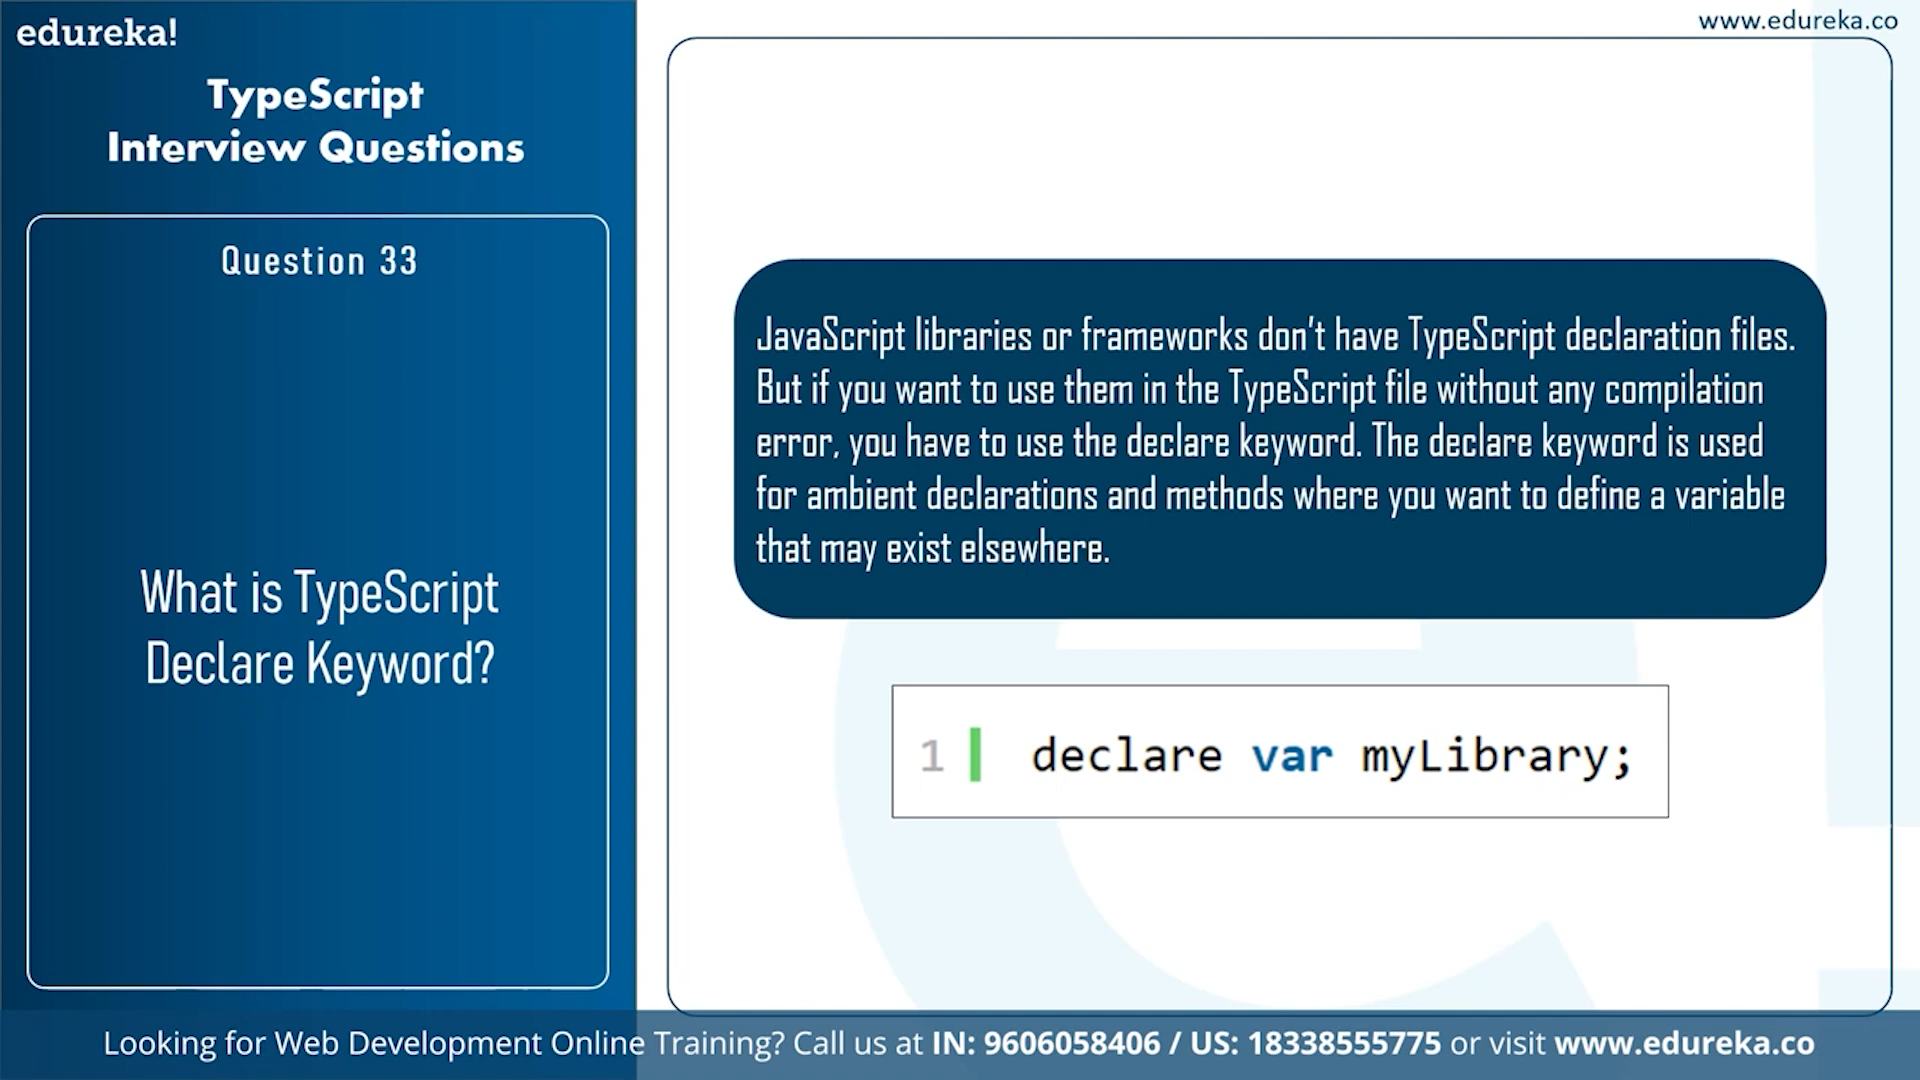 edureka!
www.edureka.co
TypeScript
Interview Questions
Question 33
What is TypeScript
Declare Keyword?
JavaScript libraries or frameworks don't have TypeScript declaration files.
But if you want to use them in the TypeScript file without any compilation
error, you have to use the declare keyword. The declare keyword is used
for ambient declarations and methods where you want to define a variable
that may exist elsewhere.
1 declare var myLibrary;
Looking for Web Development Online Training? Call us at IN: 9606058406 / US: 18338555775 or visit www.edureka.co